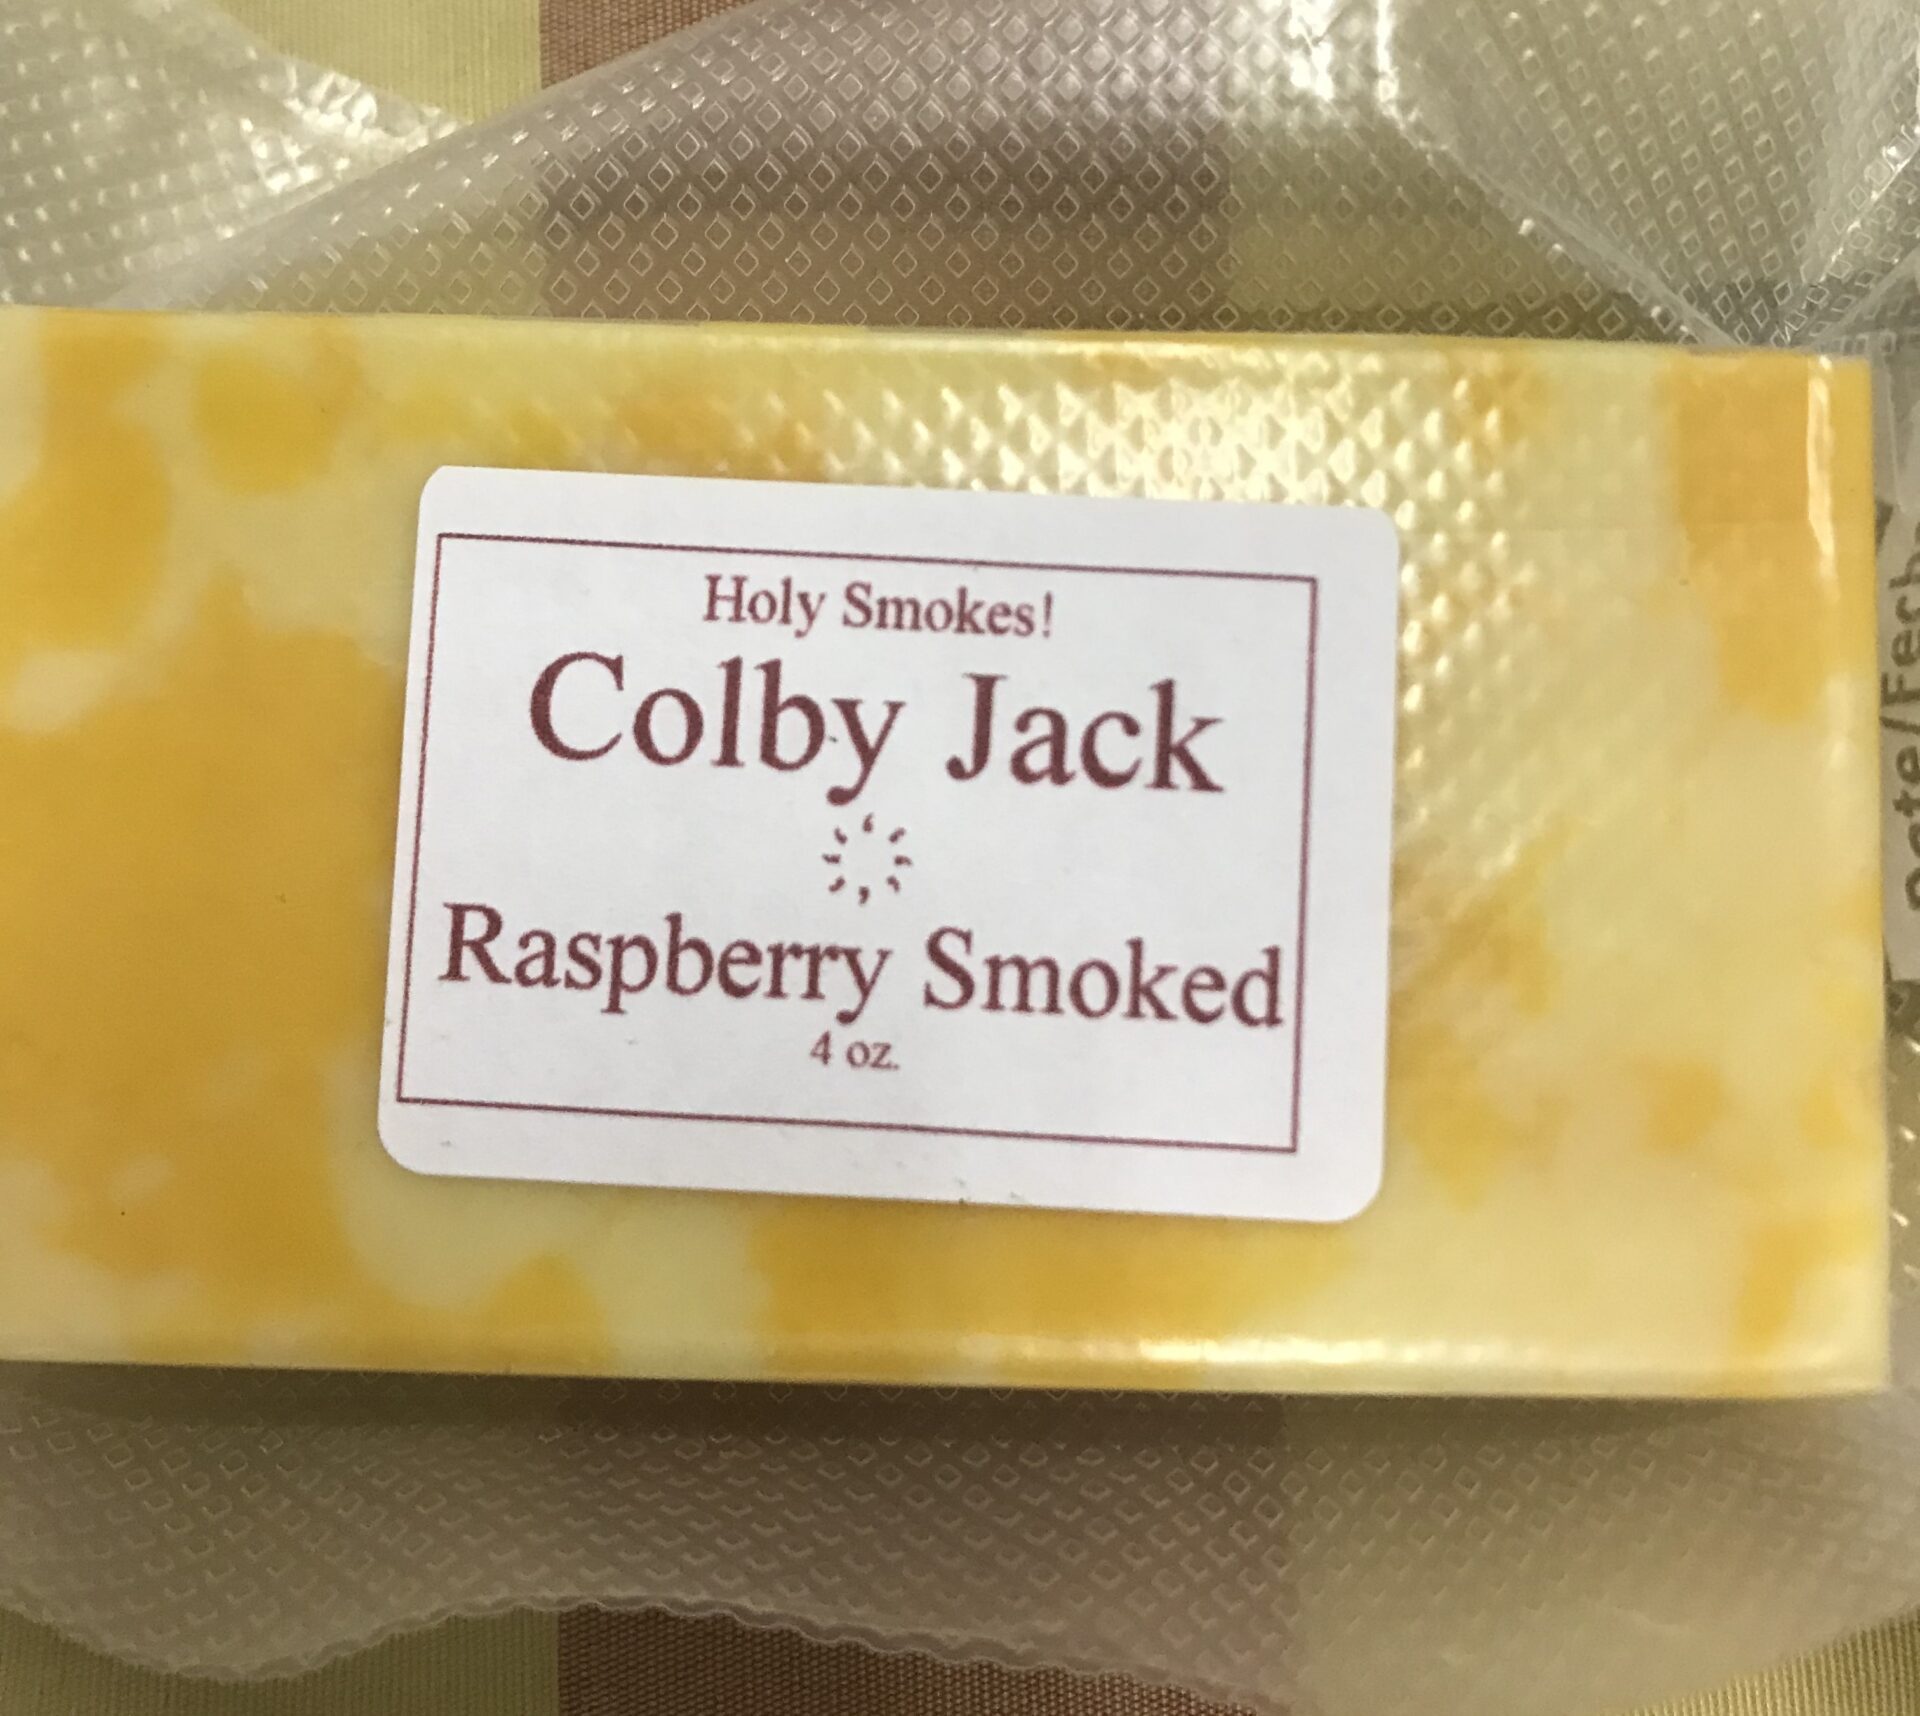 Holy Smokes!
Colby Jack
Raspberry Smoked
4 oz.